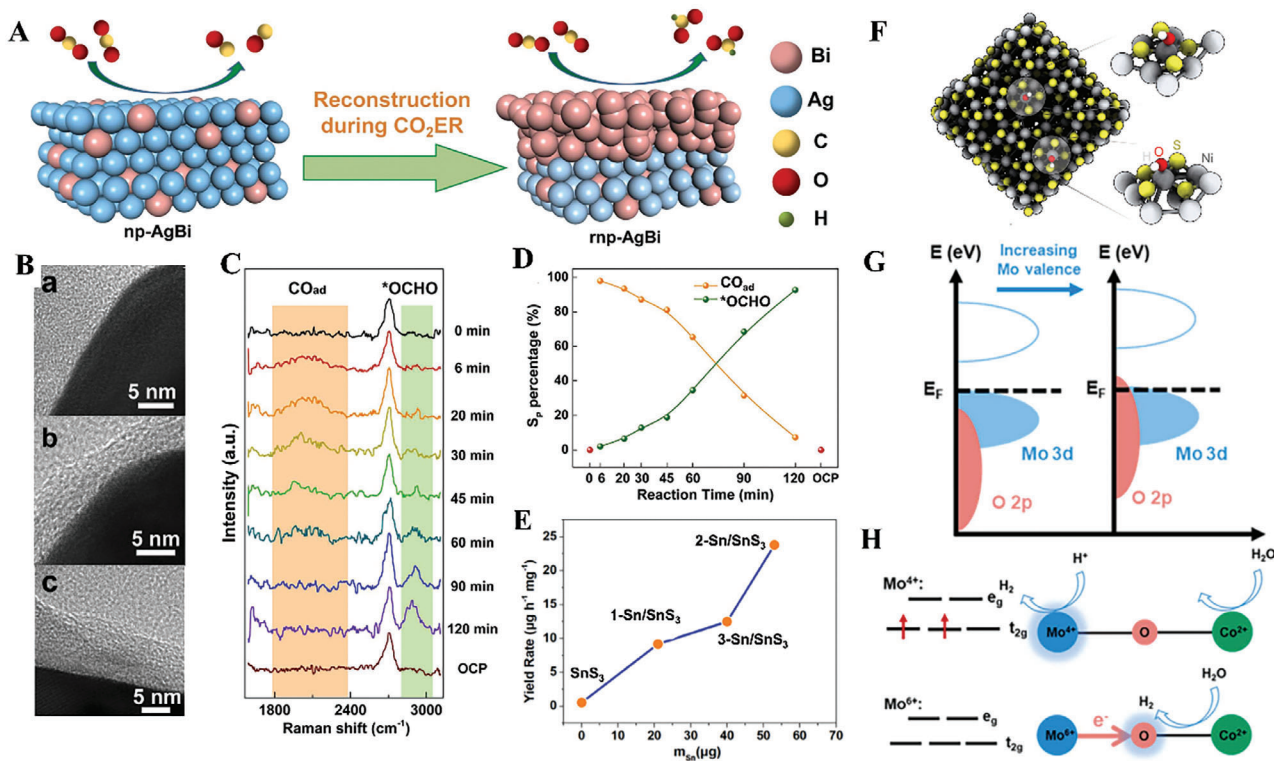 A
Reconstruction
during CO₂ER
np-AgBi
rnp-AgBi
Bi
Ag
C
O
H
F
H
O
S
Ni
B
a
5 nm
b
5 nm
c
5 nm
C
COad
*OCHO
0 min
6 min
20 min
30 min
45 min
60 min
90 min
120 min
OCP
Intensity (a.u.)
1800
2400
3000
Raman shift (cm⁻¹)
D
COad
*OCHO
Sp percentage (%)
100
80
60
40
20
0
0 6 20 30 45 60 90 120 OCP
Reaction Time (min)
E
Yield Rate (μg h⁻¹ mg⁻¹)
30
25
20
15
10
5
0
SnS₃
1-Sn/SnS₃
2-Sn/SnS₃
3-Sn/SnS₃
0 10 20 30 40 50 60 70
mSn(μg)
G
E (eV)
Increasing
Mo valence
E (eV)
EF
EF
Mo 3d
Mo 3d
O 2p
O 2p
H
Mo⁴⁺:
eg
t2g
H₂
H⁺
H₂O
Mo⁴⁺
O
Co²⁺
Mo⁶⁺:
eg
t2g
H₂
H₂O
Mo⁶⁺
e⁻
O
Co²⁺